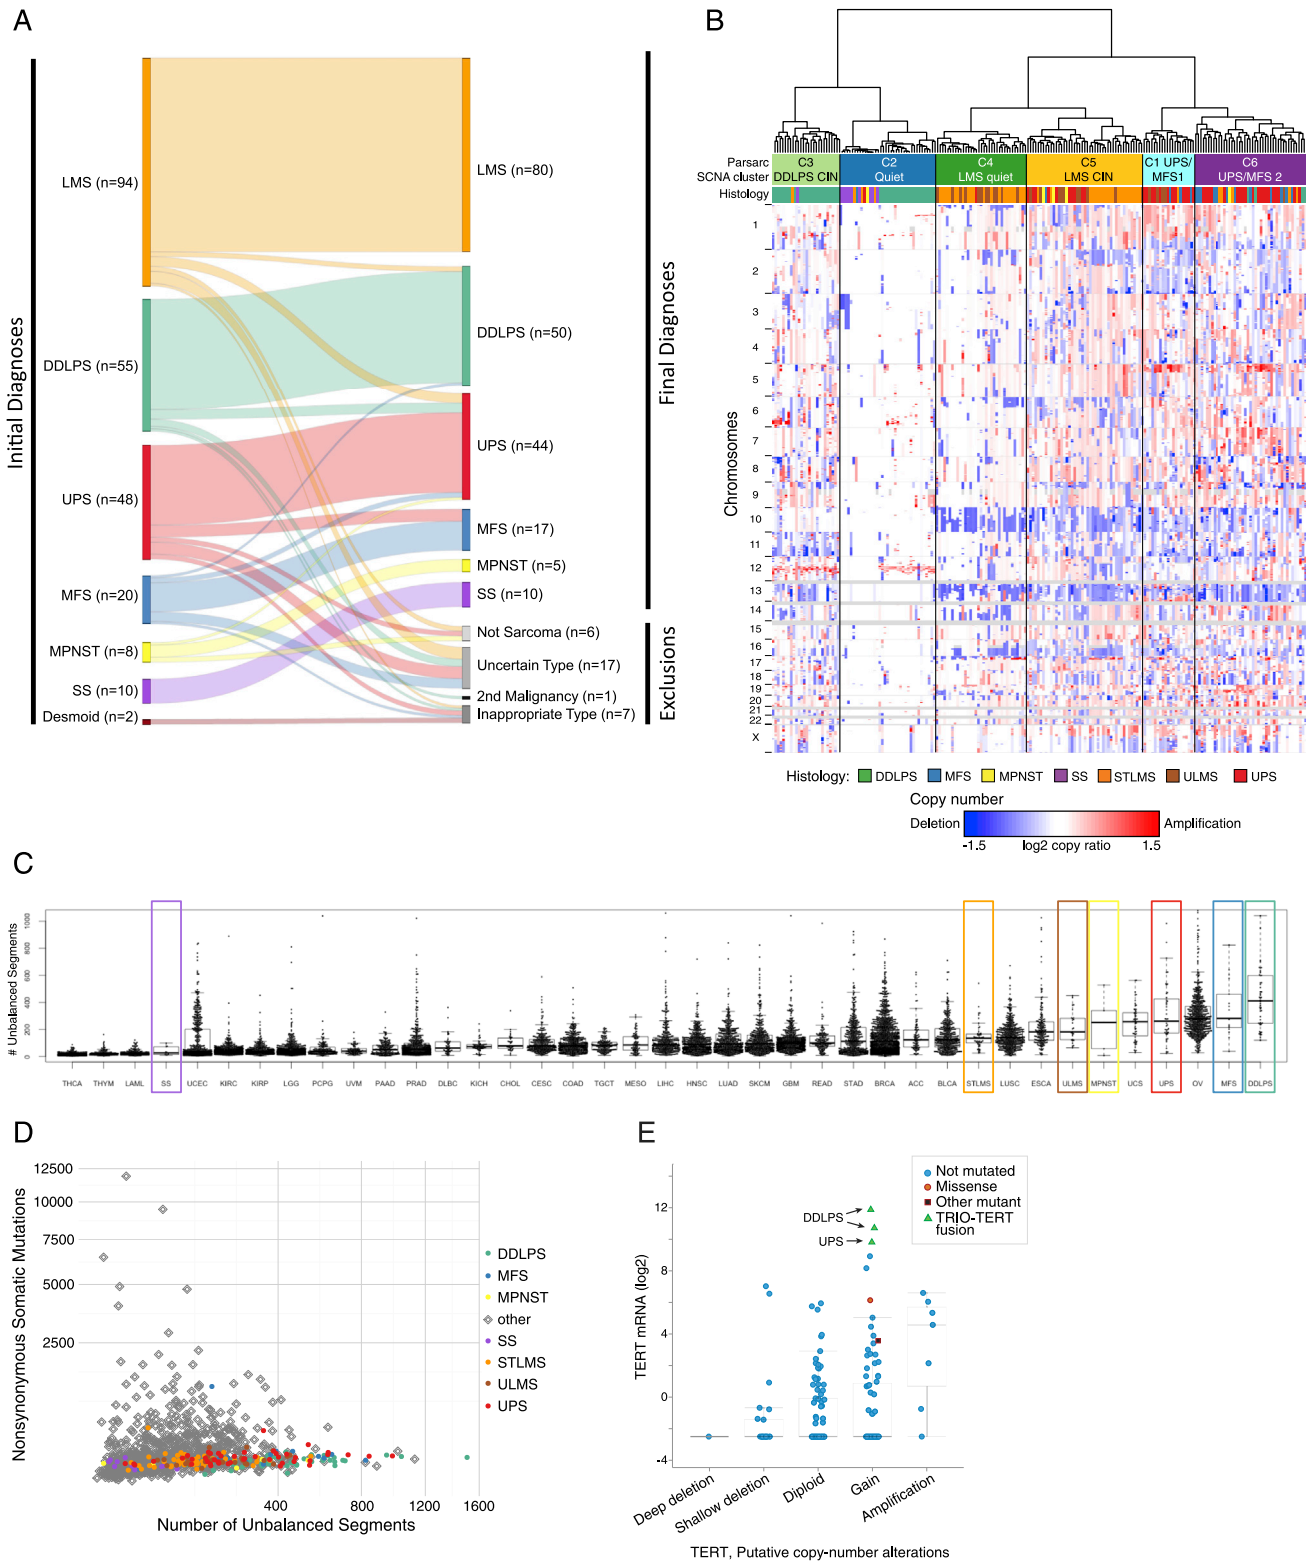 A
Initial Diagnoses
LMS (n=94)
DDLPS (n=55)
UPS (n=48)
MFS (n=20)
MPNST (n=8)
SS (n=10)
Desmoid (n=2)
LMS (n=80)
DDLPS (n=50)
UPS (n=44)
MFS (n=17)
MPNST (n=5)
SS (n=10)
Not Sarcoma (n=6)
Uncertain Type (n=17)
2nd Malignancy (n=1)
Inappropriate Type (n=7)
Final Diagnoses
Exclusions
B
Parsarc
SCNA cluster
C3
DDLPS CIN
C2
Quiet
C4
LMS quiet
C5
LMS CIN
C1 UPS/
MFS1
C6
UPS/MFS 2
Histology
Chromosomes
1
2
3
4
5
6
7
8
9
10
11
12
13
14
15
16
17
18
19
20
21
22
X
Histology: DDLPS MFS MPNST SS STLMS ULMS UPS
Copy number
Deletion Amplification
-1.5 log2 copy ratio 1.5
C
# Unbalanced Segments
1000
800
600
400
200
0
THCA THYM LAML SS UCEC KIRC KIRP LGG PCPG UVM PAAD PRAD DLBC KICH CHOL CESC COAD TGCT MESO LIHC HNSC LUAD SKCM GBM READ STAD BRCA ACC BLCA STLMS LUSC ESCA ULMS MPNST UCS UPS OV MFS DDLPS
D
Nonsynonymous Somatic Mutations
12500
10000
7500
5000
2500
400 800 1200 1600
Number of Unbalanced Segments
DDLPS
MFS
MPNST
other
SS
STLMS
ULMS
UPS
E
TERT mRNA (log2)
12
8
4
0
-4
DDLPS
UPS
Not mutated
Missense
Other mutant
TRIO-TERT
fusion
Deep deletion
Shallow deletion
Diploid
Gain
Amplification
TERT, Putative copy-number alterations